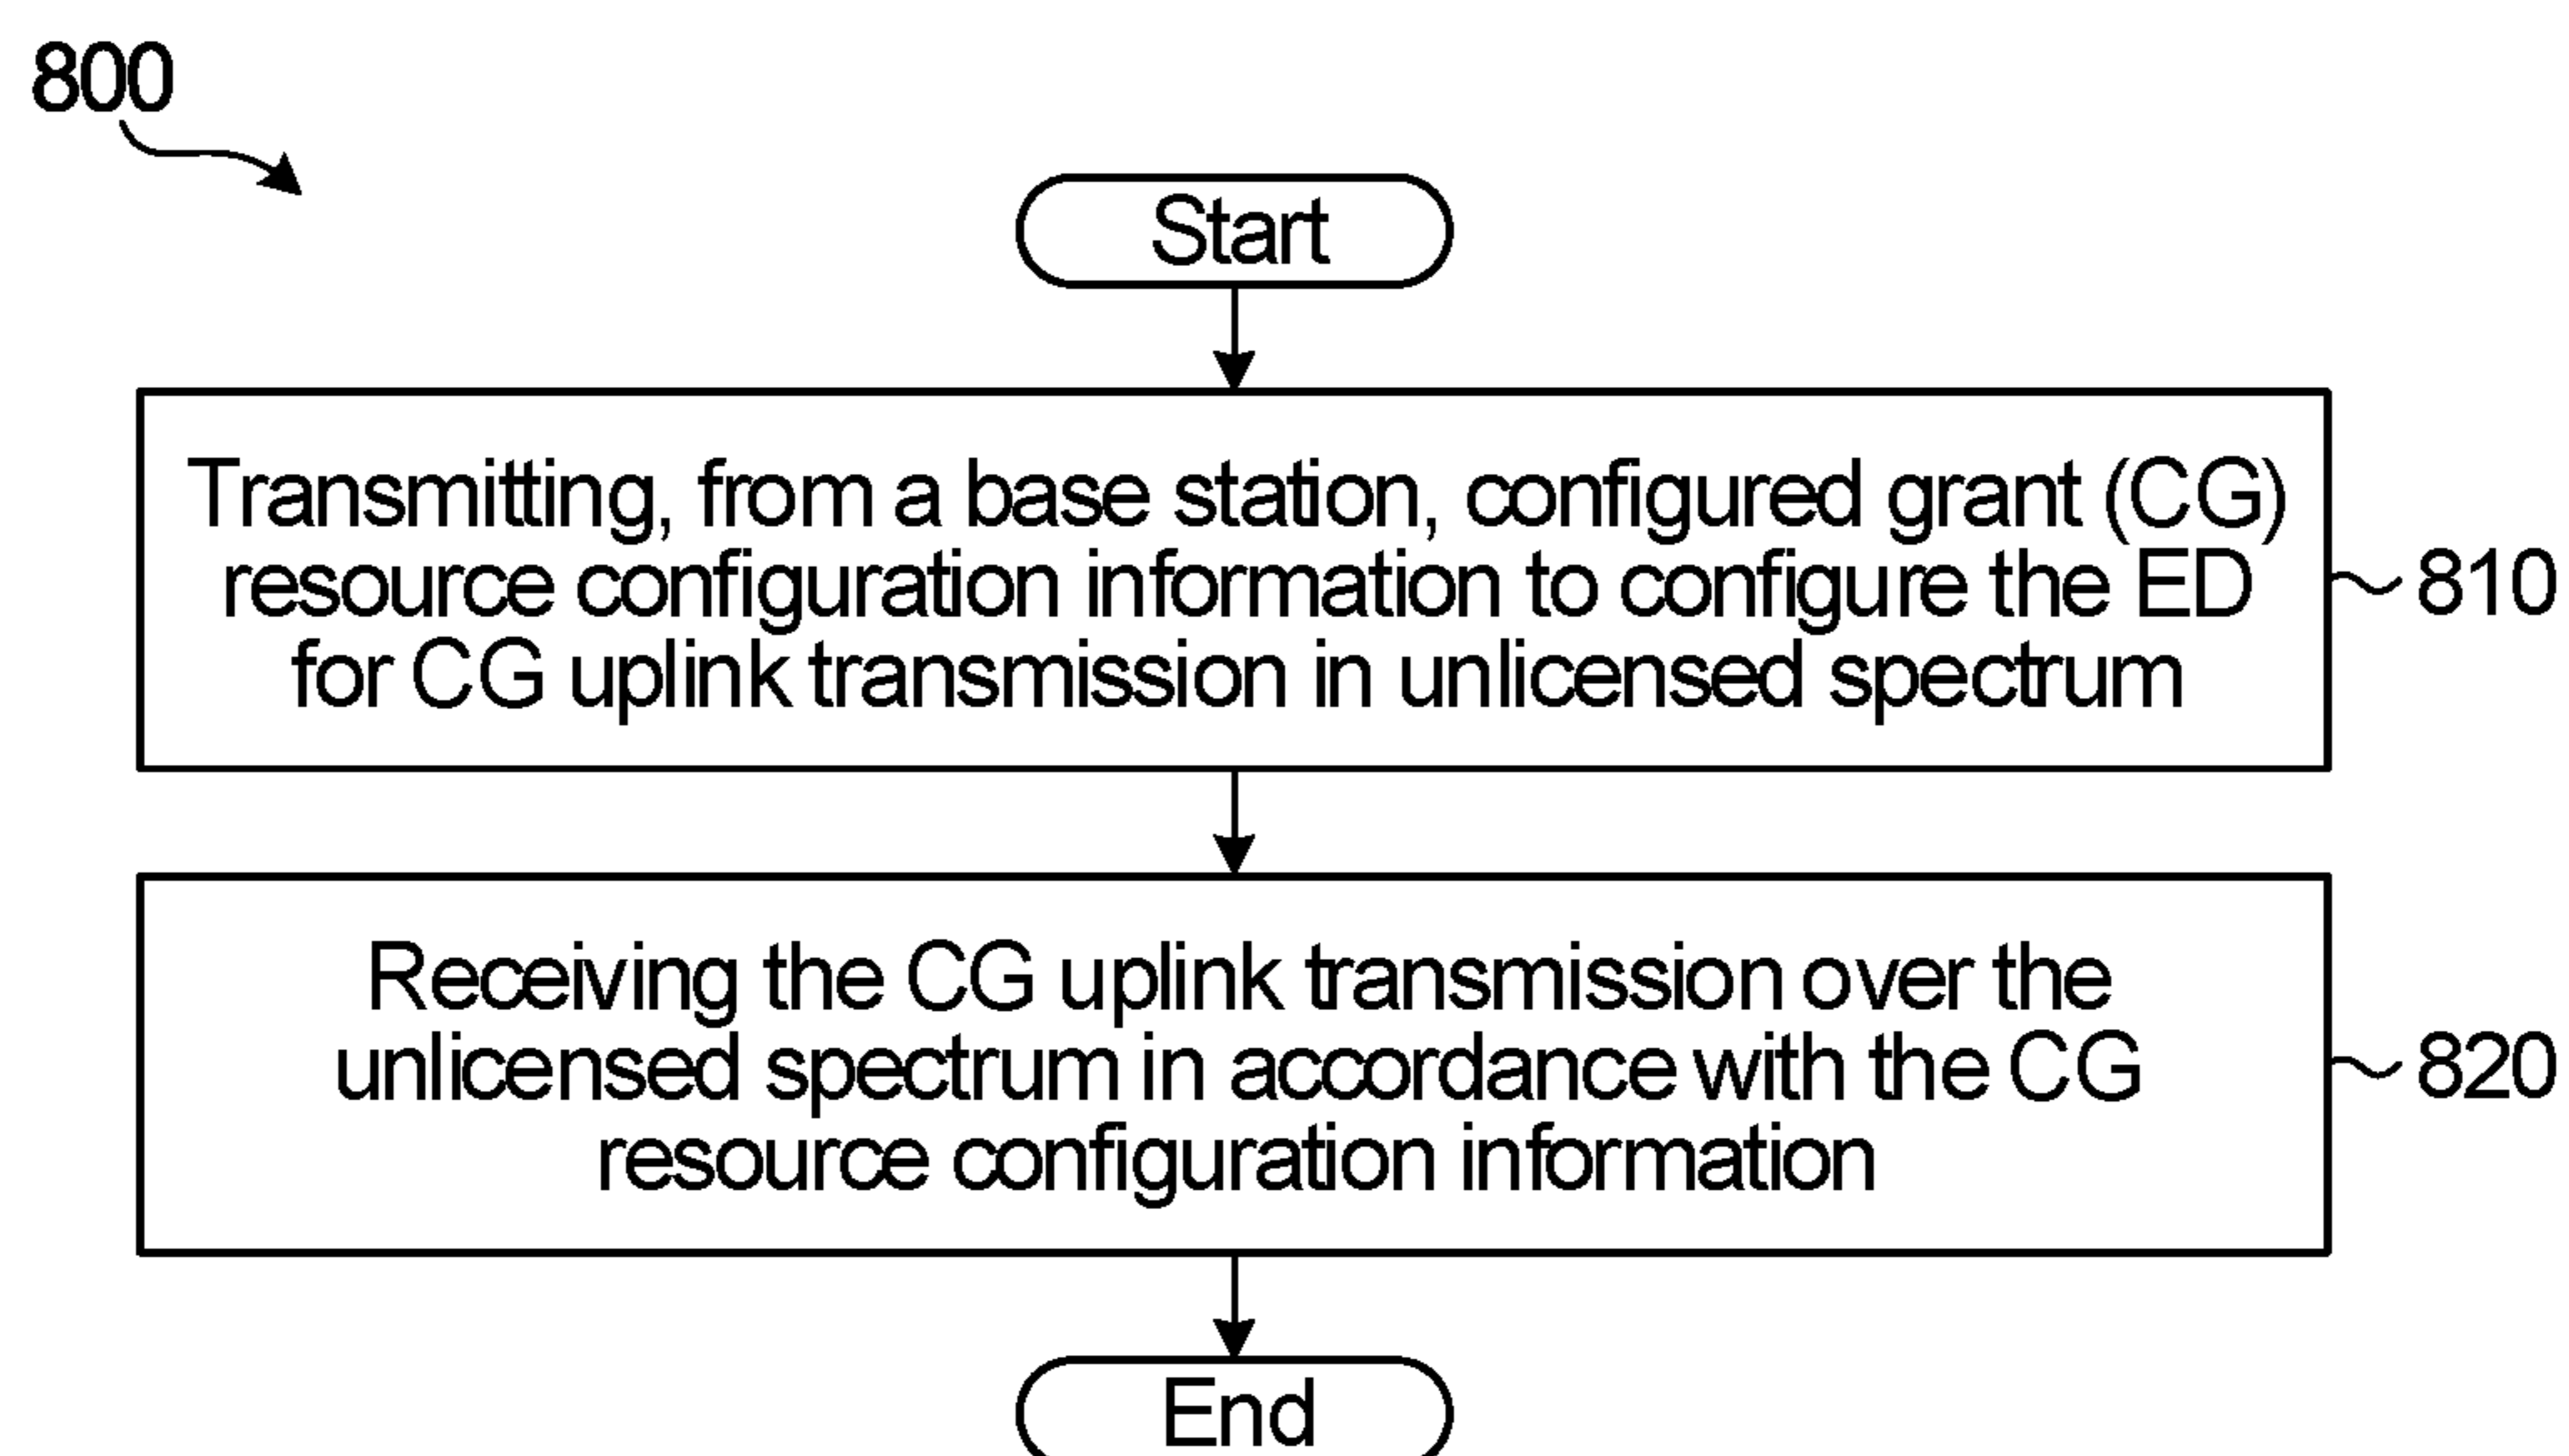 800
Start
Transmitting, from a base station, configured grant (CG)
resource configuration information to configure the ED
for CG uplink transmission in unlicensed spectrum
810
Receiving the CG uplink transmission over the
unlicensed spectrum in accordance with the CG
resource configuration information
820
End